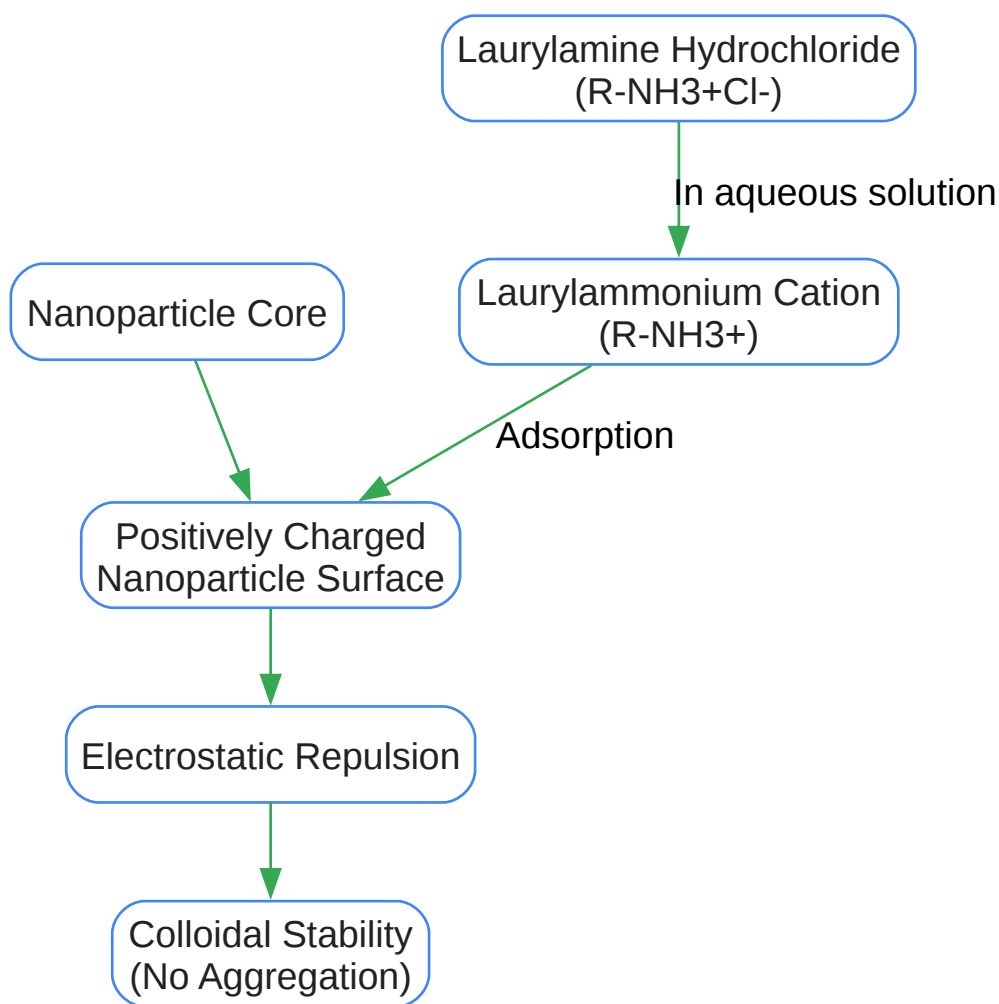 Laurylamine Hydrochloride
(R-NH3+Cl-)
In aqueous solution
Nanoparticle Core
Laurylammonium Cation
(R-NH3+)
Adsorption
Positively Charged
Nanoparticle Surface
Electrostatic Repulsion
Colloidal Stability
(No Aggregation)